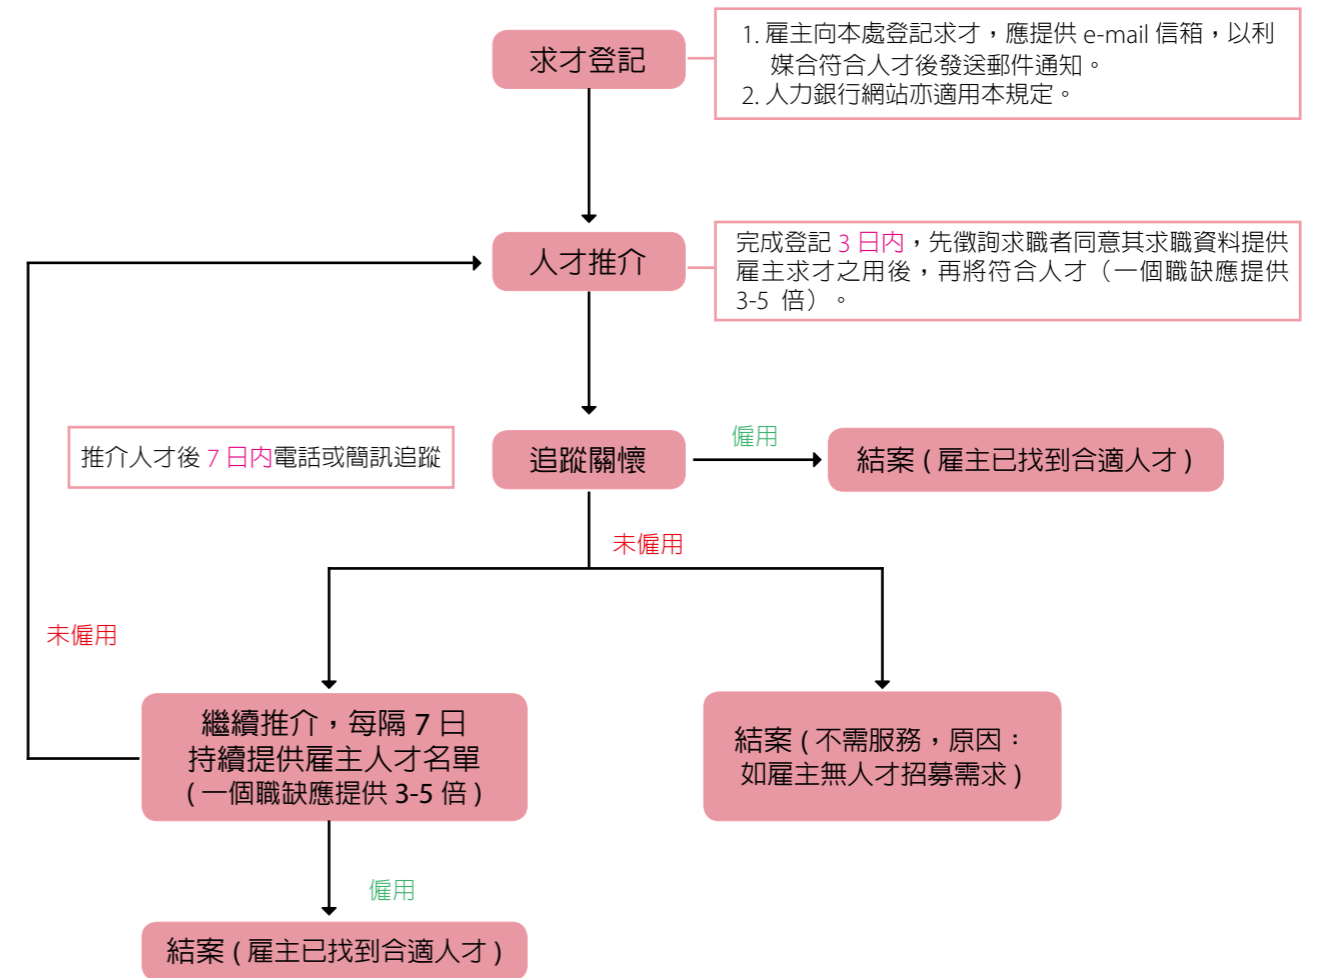 求才登記
1. 雇主向本處登記求才，應提供 e-mail 信箱，以利
媒合符合人才後發送郵件通知。
2. 人力銀行網站亦適用本規定。
人才推介
完成登記 3 日內，先徵詢求職者同意其求職資料提供
雇主求才之用後，再將符合人才（一個職缺應提供
3-5 倍）。
推介人才後 7 日內電話或簡訊追蹤
追蹤關懷
僱用
結案 ( 雇主已找到合適人才 )
未僱用
未僱用
繼續推介，每隔 7 日
持續提供雇主人才名單
( 一個職缺應提供 3-5 倍 )
結案 ( 不需服務，原因：
如雇主無人才招募需求 )
僱用
結案 ( 雇主已找到合適人才 )